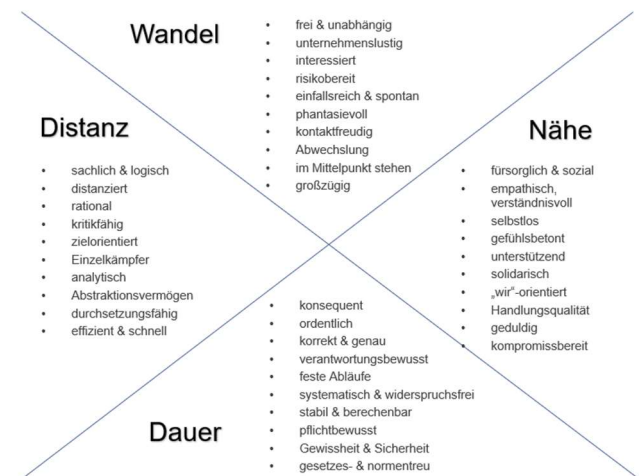 Wandel
• frei & unabhängig
• unternehmenslustig
• interessiert
• risikobereit
• einfallsreich & spontan
• phantasievoll
• kontaktfreudig
• Abwechslung
• im Mittelpunkt stehen
• großzügig
Distanz
• sachlich & logisch
• distanziert
• rational
• kritikfähig
• zielorientiert
• Einzelkämpfer
• analytisch
• Abstraktionsvermögen
• durchsetzungsfähig
• effizient & schnell
Nähe
• fürsorglich & sozial
• empathisch,
verständnisvoll
• selbstlos
• gefühlsbetont
• unterstützend
• solidarisch
• „wir“-orientiert
• Handlungsqualität
• geduldig
• kompromissbereit
Dauer
• konsequent
• ordentlich
• korrekt & genau
• verantwortungsbewusst
• feste Abläufe
• systematisch & widerspruchsfrei
• stabil & berechenbar
• pflichtbewusst
• Gewissheit & Sicherheit
• gesetzes- & normentreu